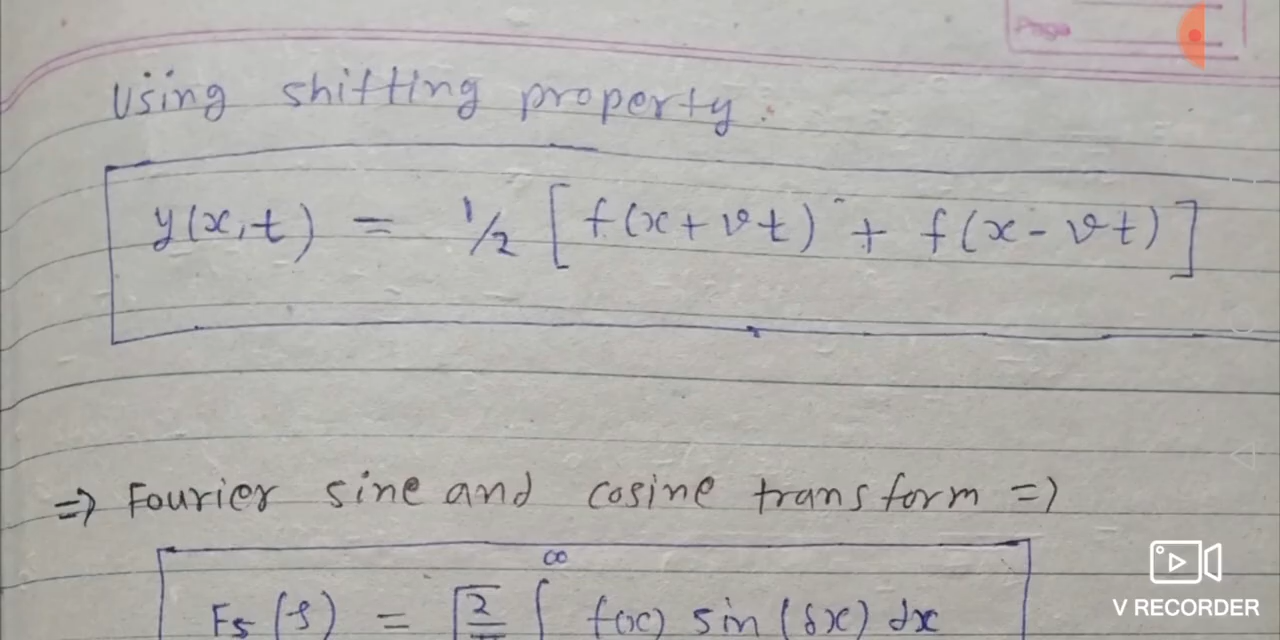 Page
Using shifting property.
y(x,t) = 1/2 [f(x+vt) + f(x-vt)]
=> Fourier sine and cosine transform =>
∞
Fs(s) = √2 ∫ f(x) sin(sx) dx
V RECORDER